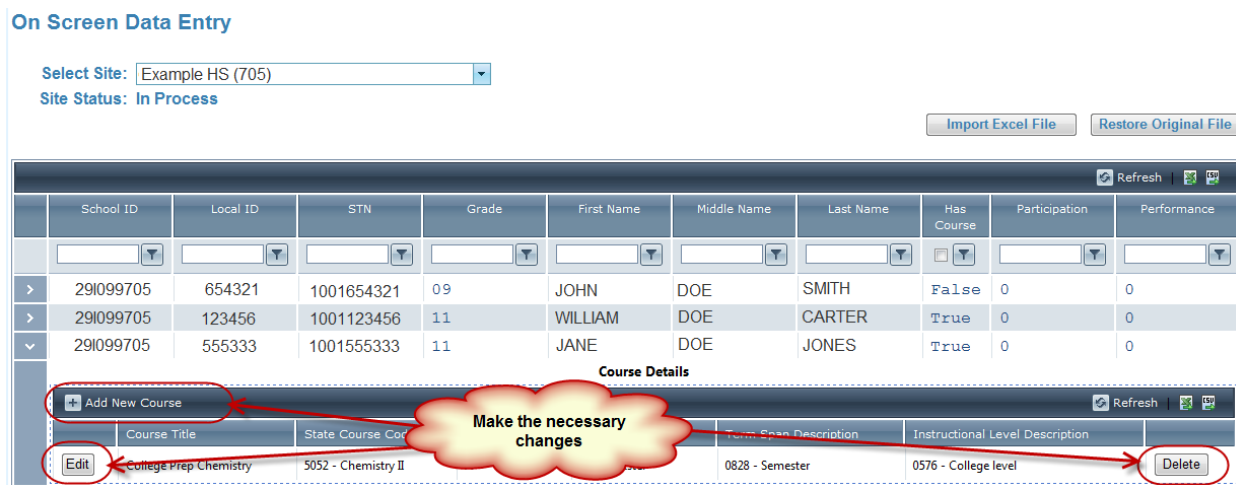 On Screen Data Entry
Select Site: Example HS (705)
Site Status: In Process
Import Excel File Restore Original File
Refresh
School ID Local ID STN Grade First Name Middle Name Last Name Has Course Participation Performance
29I099705 654321 1001654321 09 JOHN DOE SMITH False 0 0
29I099705 123456 1001123456 11 WILLIAM DOE CARTER True 0 0
29I099705 555333 1001555333 11 JANE DOE JONES True 0 0
Course Details
Add New Course Refresh
Make the necessary
changes
Course Title State Course Term Span Description Instructional Level Description
Edit College Prep Chemistry 5052 - Chemistry II 0828 - Semester 0576 - College level Delete